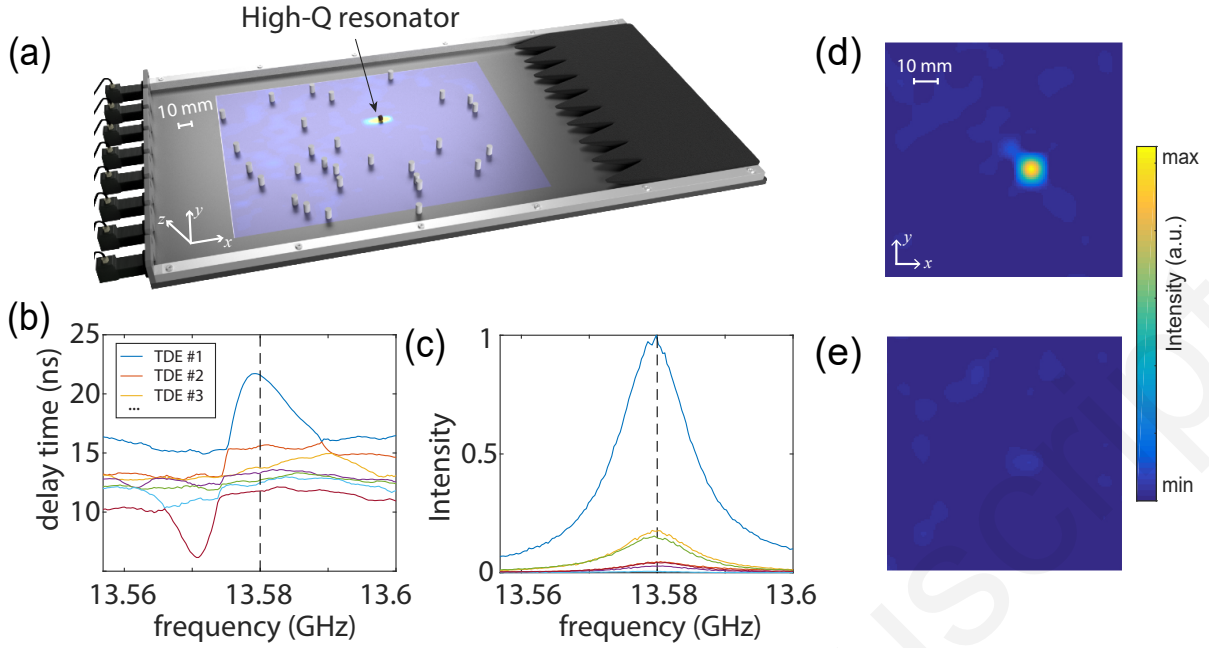 High-Q resonator
(a)
10 mm
z
y
x
(b)
25
20
15
10
delay time (ns)
TDE #1
TDE #2
TDE #3
...
13.56
13.58
13.6
frequency (GHz)
(c)
1
0.5
0
Intensity
13.56
13.58
13.6
frequency (GHz)
(d)
10 mm
y
x
(e)
max
min
Intensity (a.u.)